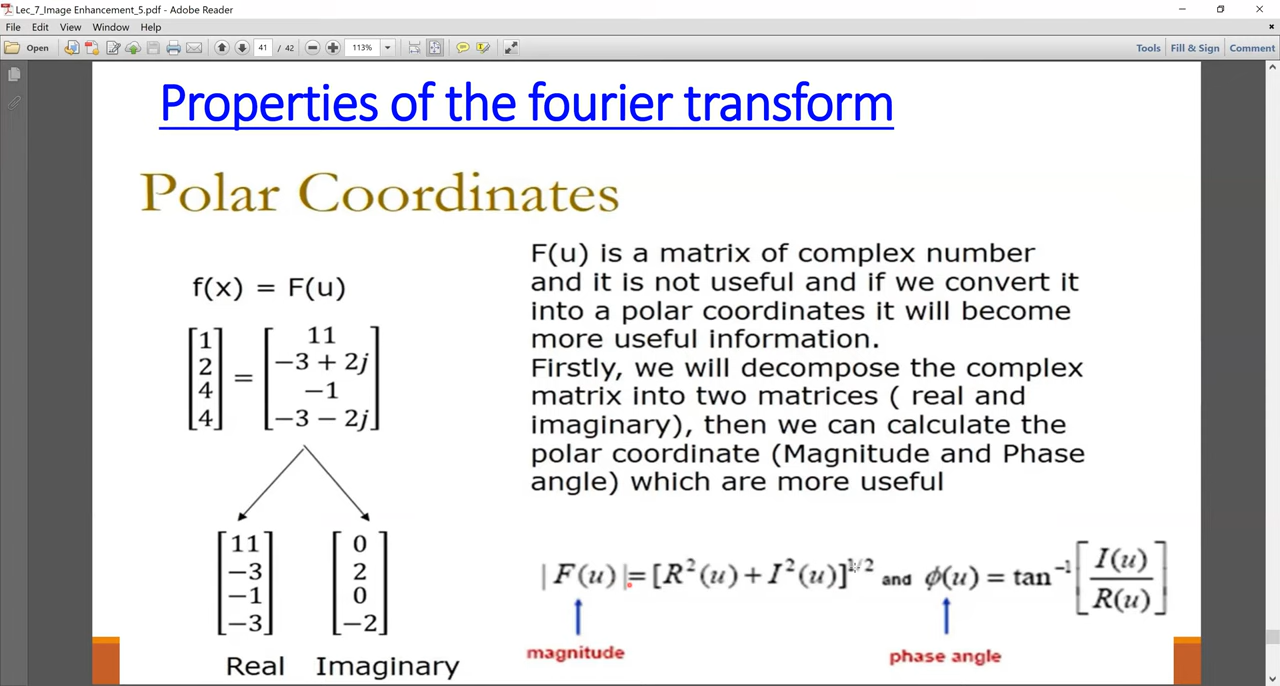 Lec_7_Image Enhancement_5.pdf - Adobe Reader
File Edit View Window Help
Open 41 / 42 113% Tools Fill & Sign Comment
Properties of the fourier transform
Polar Coordinates
f(x) = F(u)
[1 2 4 4] = [11 −3 + 2j −1 −3 − 2j]
[11 −3 −1 −3]
Real
[0 2 0 −2]
Imaginary
F(u) is a matrix of complex number
and it is not useful and if we convert it
into a polar coordinates it will become
more useful information.
Firstly, we will decompose the complex
matrix into two matrices ( real and
imaginary), then we can calculate the
polar coordinate (Magnitude and Phase
angle) which are more useful
| F(u) |= [R²(u) + I²(u)]^1/2 and ϕ(u) = tan⁻¹ [I(u) / R(u)]
magnitude
phase angle